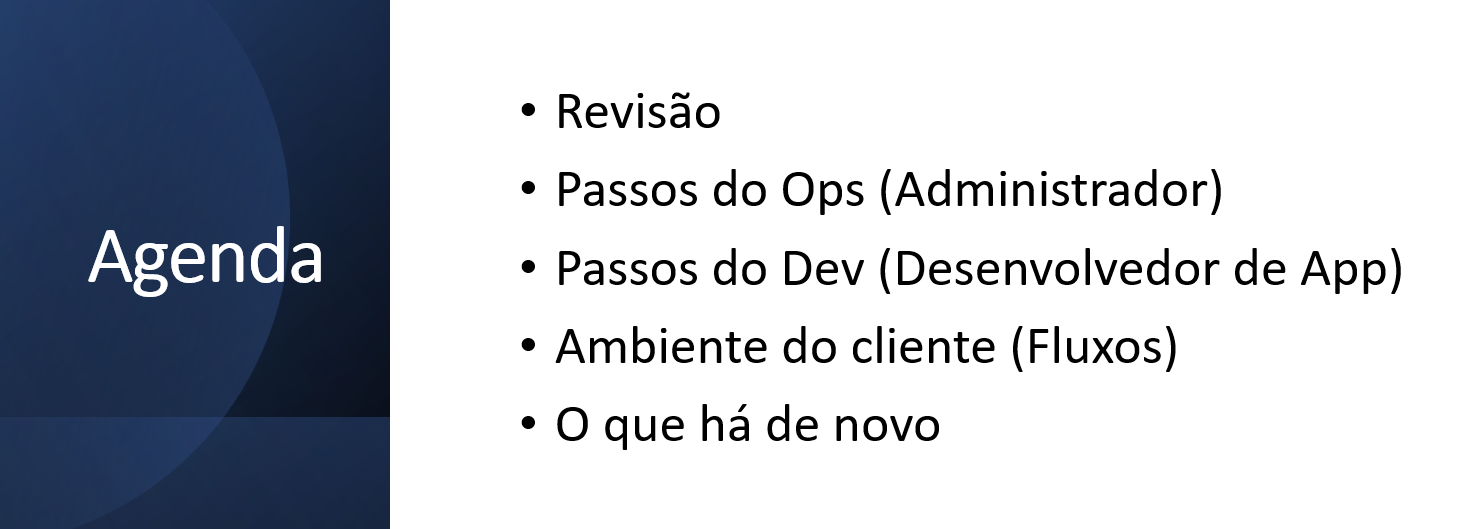 Agenda
• Revisão
• Passos do Ops (Administrador)
• Passos do Dev (Desenvolvedor de App)
• Ambiente do cliente (Fluxos)
• O que há de novo